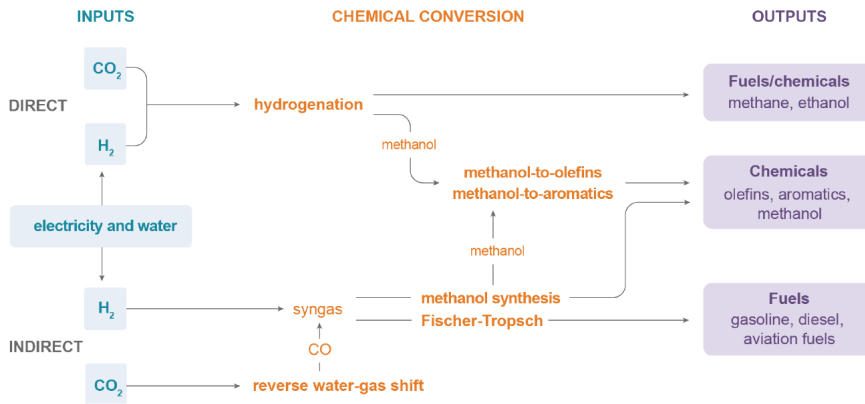 INPUTS
CHEMICAL CONVERSION
OUTPUTS
CO₂
DIRECT
H₂
hydrogenation
methanol
Fuels/chemicals
methane, ethanol
methanol-to-olefins
methanol-to-aromatics
Chemicals
olefins, aromatics,
methanol
electricity and water
methanol
H₂
syngas
methanol synthesis
Fischer-Tropsch
Fuels
gasoline, diesel,
aviation fuels
INDIRECT
CO
CO₂
reverse water-gas shift